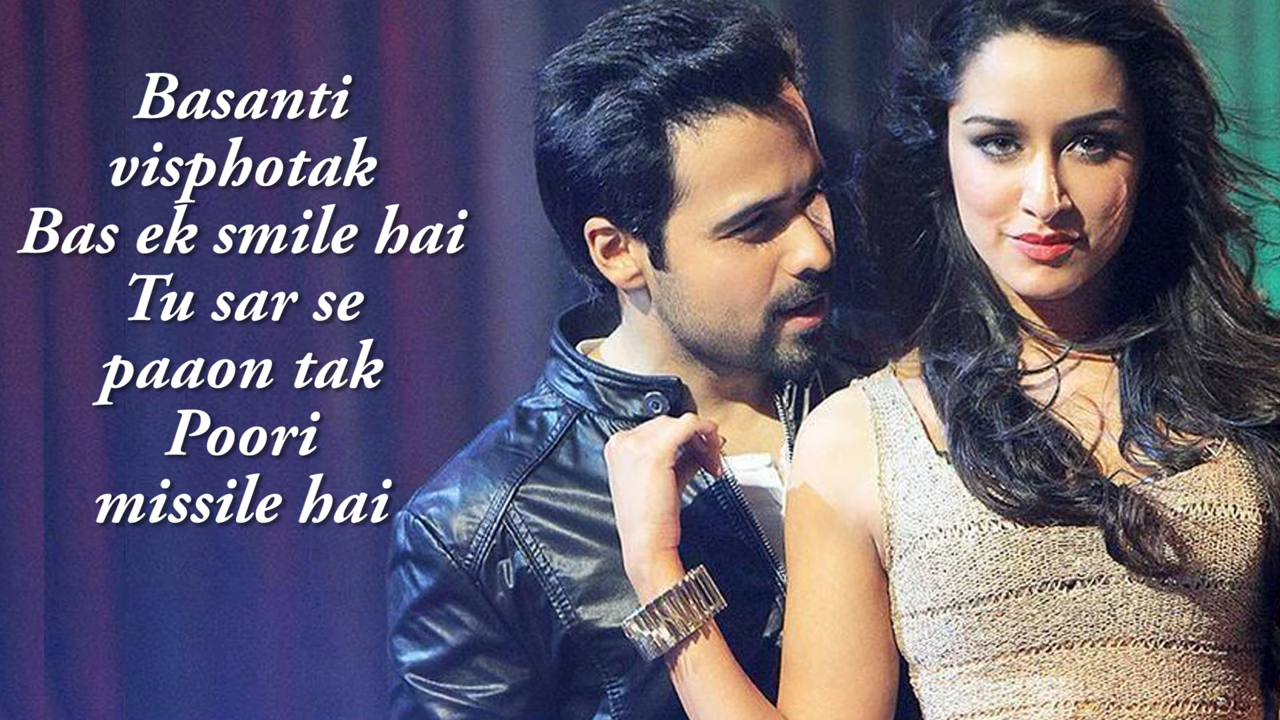 Basanti
visphotak
Bas ek smile hai
Tu sar se
paaon tak
Poori
missile hai